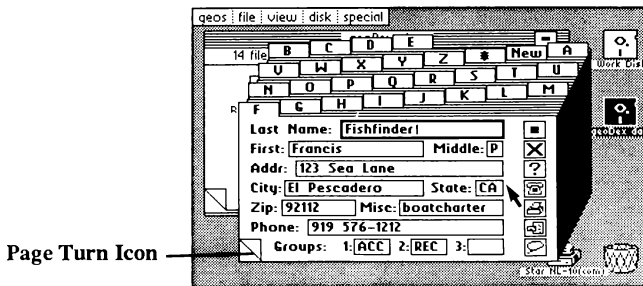 geos file view disk special
14 file
B C D E
V W X Y Z * New A
N O P Q R S T U
F G H I J K L M
Work Disk
Last Name: Fishfinder!
First: Francis Middle: P
Addr: 123 Sea Lane
City: El Pescadero State: CA
Zip: 92112 Misc: boatcharter
Phone: 919 576-1212
Groups: 1: ACC 2: REC 3:
Page Turn Icon
Star NL-10(com)